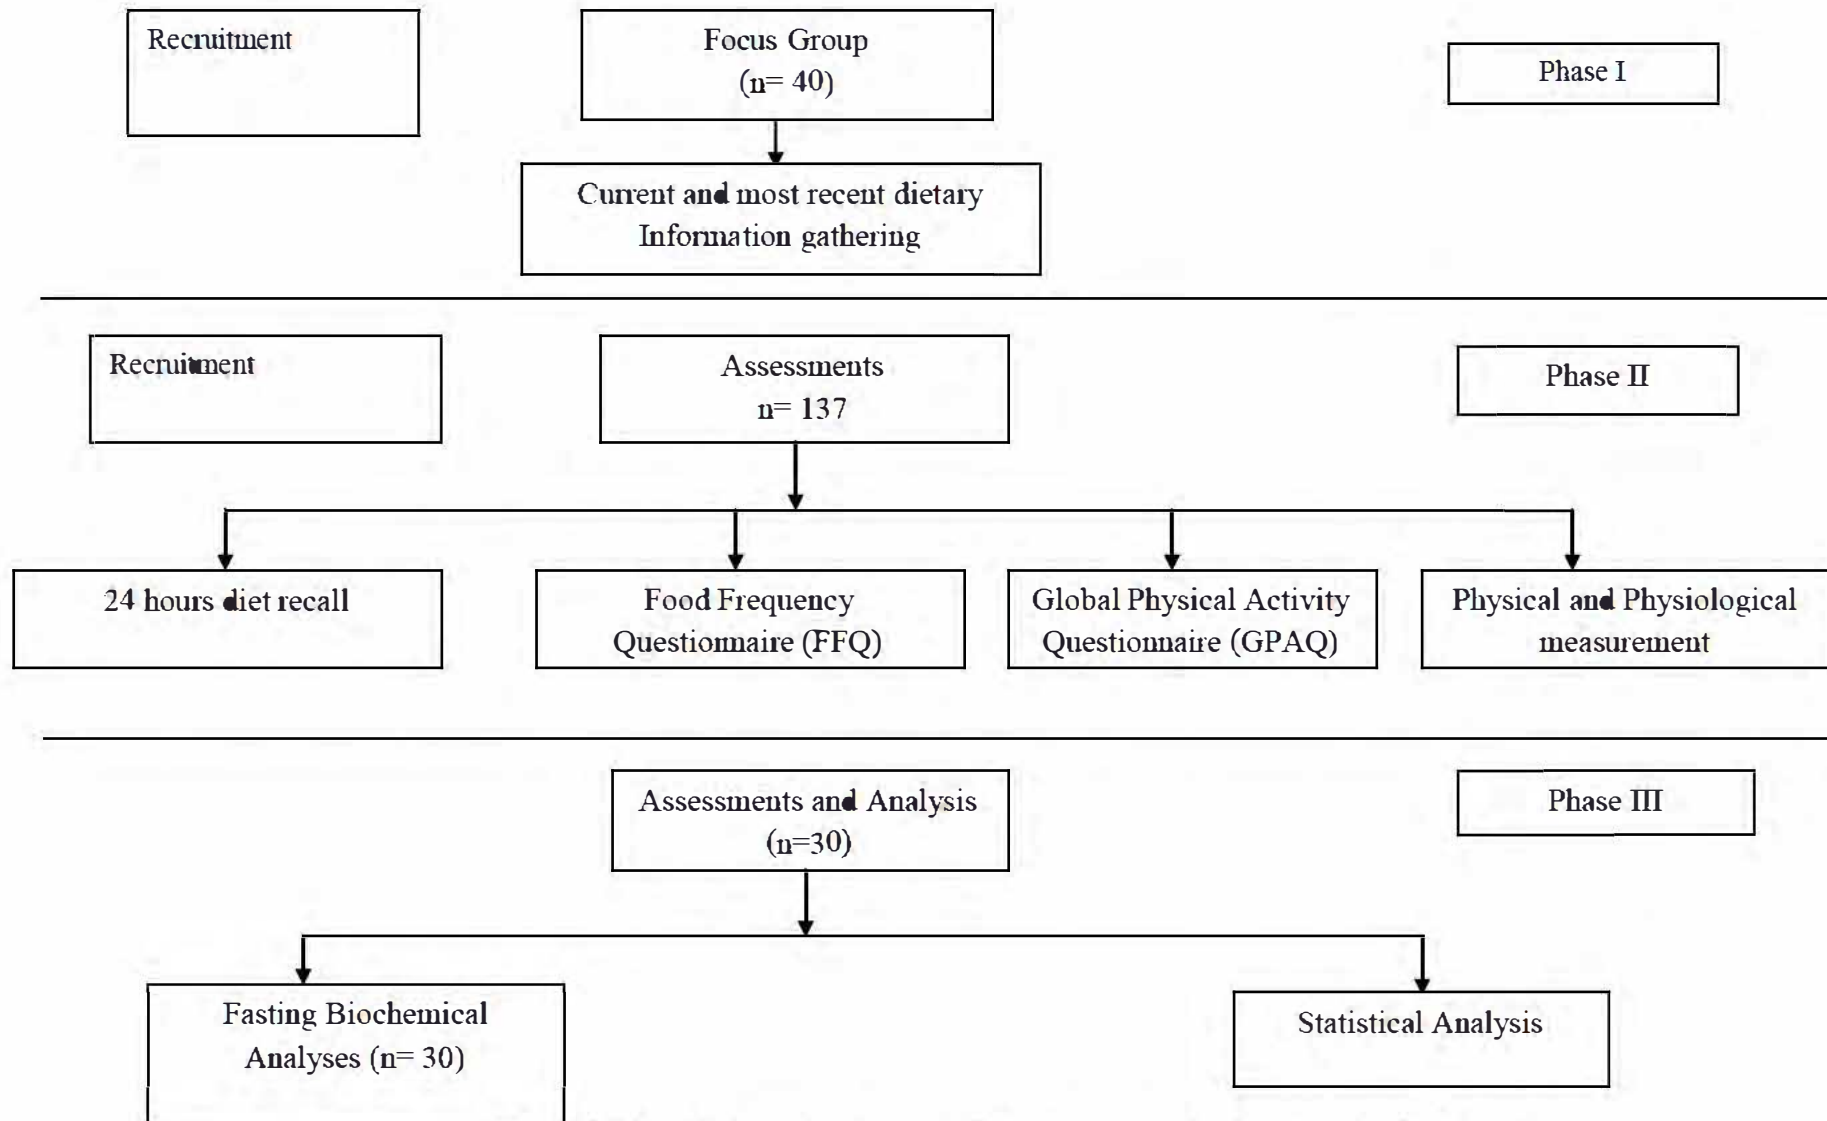 Recruitment
Focus Group
(n= 40)
Phase I
Current and most recent dietary
Information gathering
Recruitment
Assessments
n= 137
Phase II
24 hours diet recall
Food Frequency
Questionnaire (FFQ)
Global Physical Activity
Questionnaire (GPAQ)
Physical and Physiological
measurement
Assessments and Analysis
(n=30)
Phase III
Fasting Biochemical
Analyses (n= 30)
Statistical Analysis